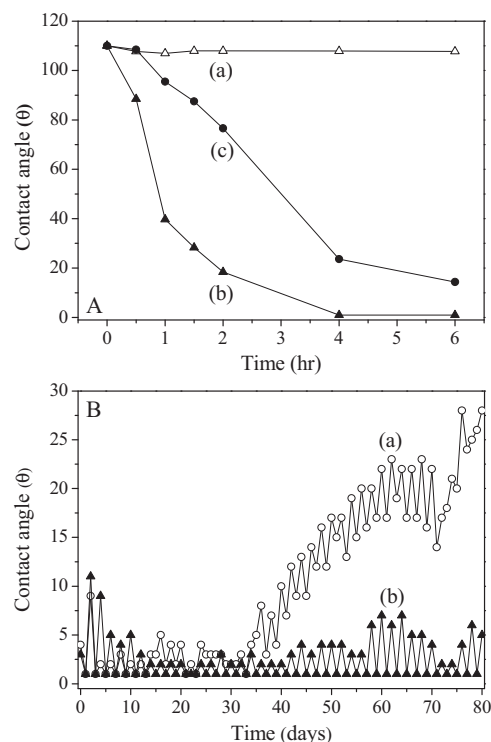 120
100
80
60
40
20
0
Contact angle (θ)
(a)
(c)
(b)
A
0 1 2 3 4 5 6
Time (hr)
30
25
20
15
10
5
0
Contact angle (θ)
B
(a)
(b)
0 10 20 30 40 50 60 70 80
Time (days)